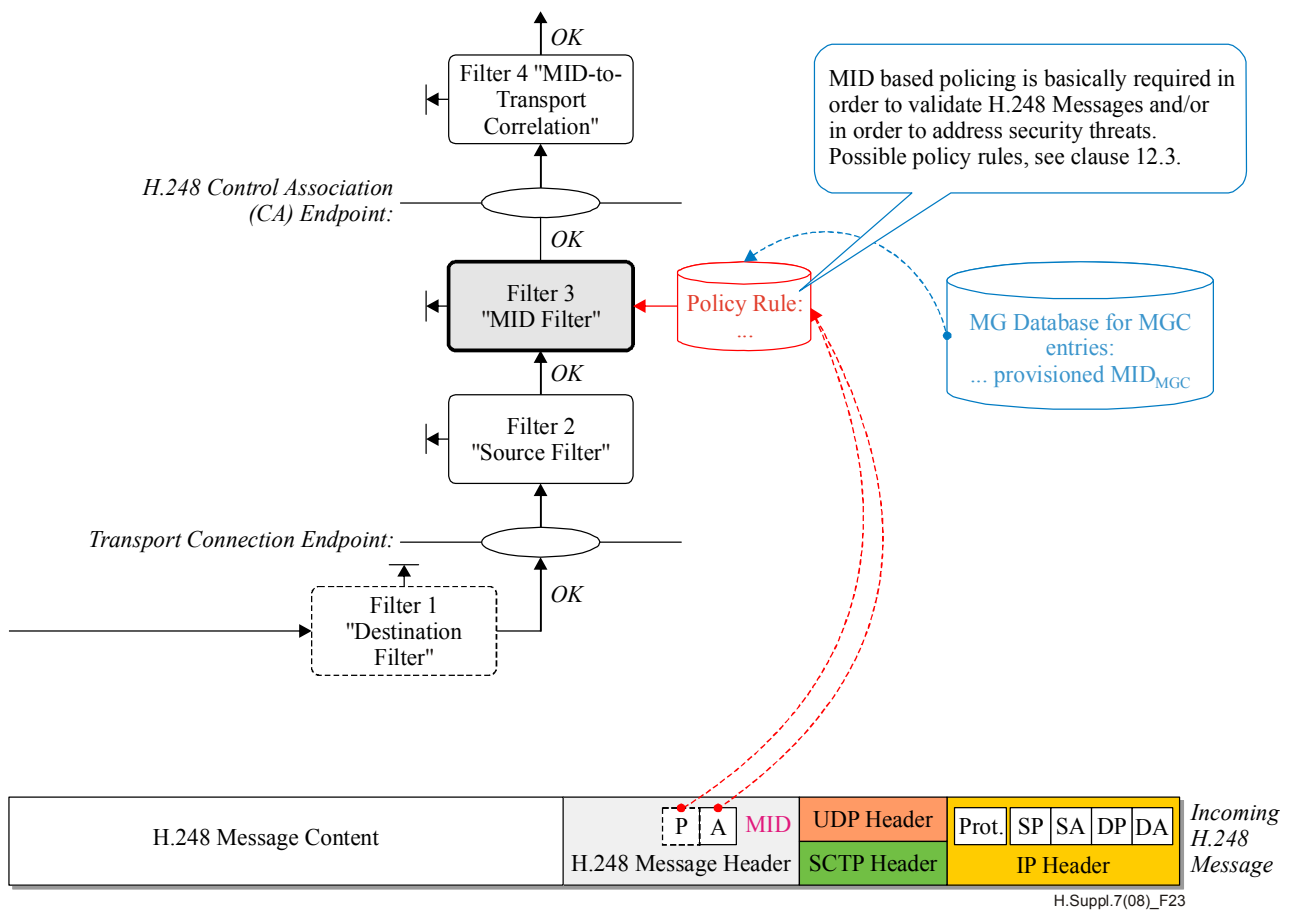 OK
Filter 4 "MID-to-
Transport
Correlation"
MID based policing is basically required in
order to validate H.248 Messages and/or
in order to address security threats.
Possible policy rules, see clause 12.3.
H.248 Control Association
(CA) Endpoint:
OK
Filter 3
"MID Filter"
Policy Rule:
...
MG Database for MGC
entries:
... provisioned MIDMGC
OK
Filter 2
"Source Filter"
Transport Connection Endpoint:
OK
Filter 1
"Destination
Filter"
H.248 Message Content
P A MID
H.248 Message Header
UDP Header
SCTP Header
Prot. SP SA DP DA
IP Header
Incoming
H.248
Message
H.Suppl.7(08)_F23